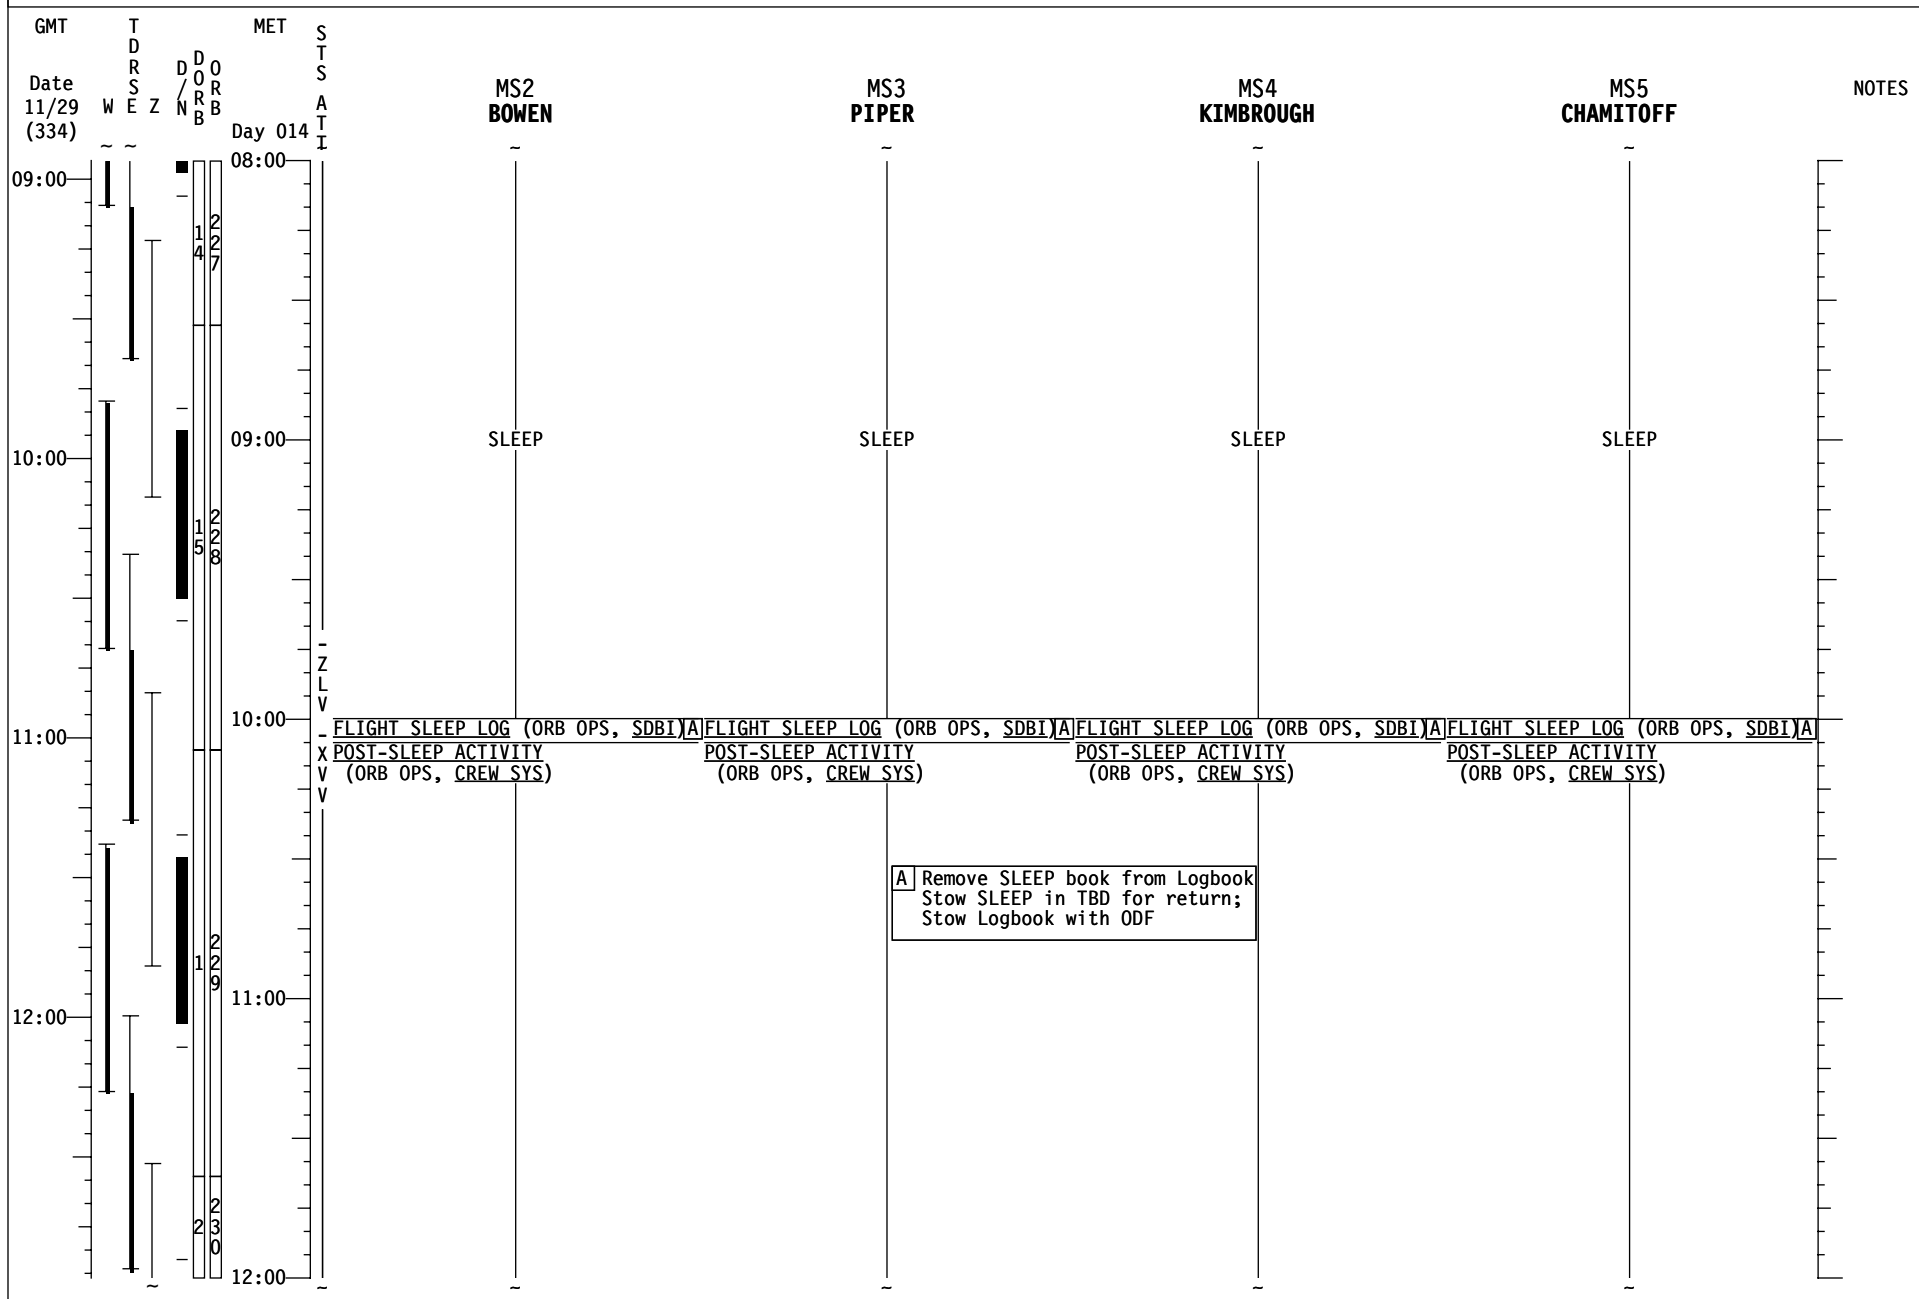 GMT
TDRS
MET
STS ATT
Date
11/29
(334)
W E Z
D/N
DORB
ORB
Day 014
MS2
BOWEN
MS3
PIPER
MS4
KIMBROUGH
MS5
CHAMITOFF
NOTES
~ ~ ~ ~ ~ ~
08:00
09:00
14
227
09:00 SLEEP SLEEP SLEEP SLEEP
10:00
15
228
-ZLV -XVV
10:00 FLIGHT SLEEP LOG (ORB OPS, SDBI) A FLIGHT SLEEP LOG (ORB OPS, SDBI) A FLIGHT SLEEP LOG (ORB OPS, SDBI) A FLIGHT SLEEP LOG (ORB OPS, SDBI) A
11:00
POST-SLEEP ACTIVITY POST-SLEEP ACTIVITY POST-SLEEP ACTIVITY POST-SLEEP ACTIVITY
(ORB OPS, CREW SYS) (ORB OPS, CREW SYS) (ORB OPS, CREW SYS) (ORB OPS, CREW SYS)
A Remove SLEEP book from Logbook
Stow SLEEP in TBD for return;
Stow Logbook with ODF
1
229
11:00
12:00
2
230
12:00
~ ~ ~ ~ ~ ~